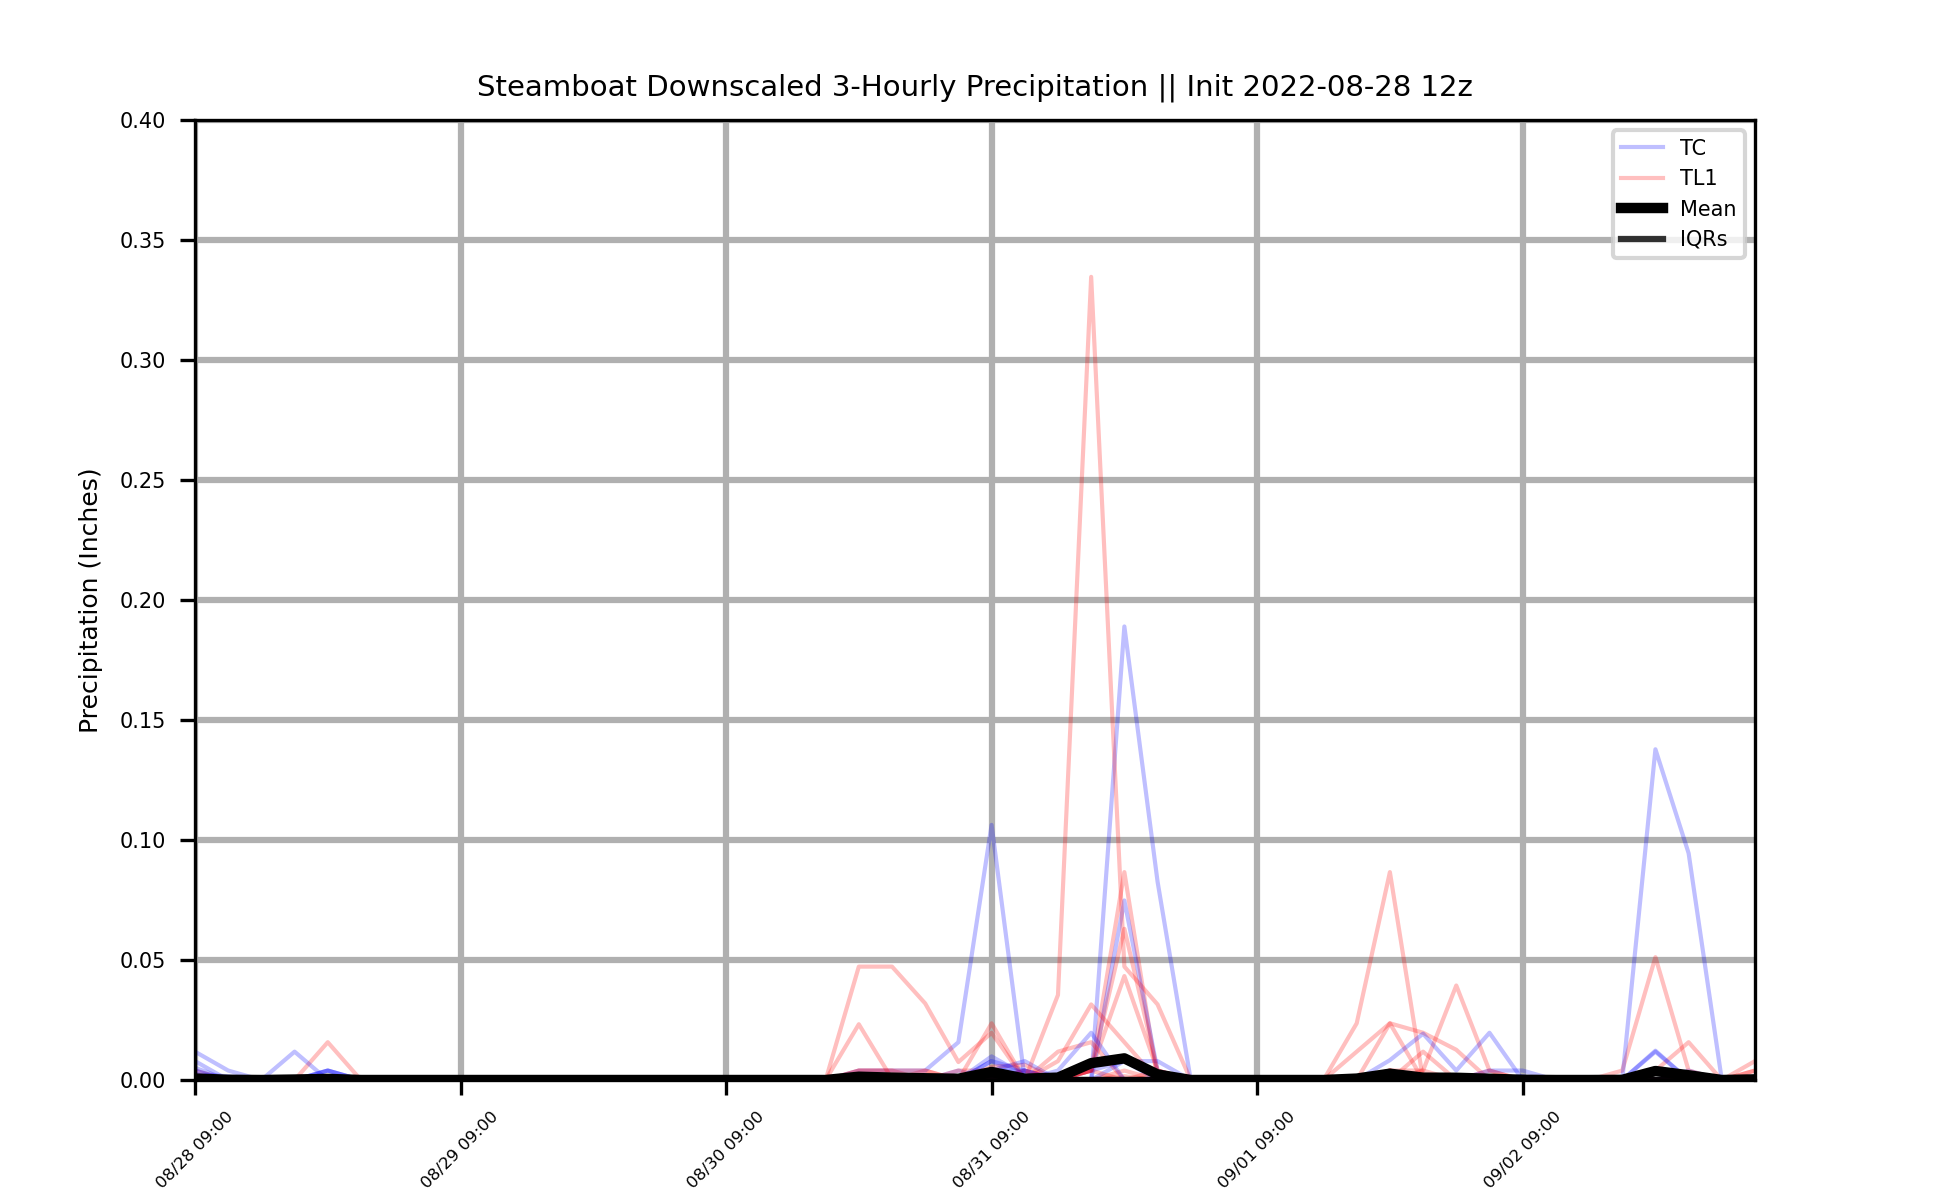 Steamboat Downscaled 3-Hourly Precipitation || Init 2022-08-28 12z
TC
TL1
Mean
IQRs
Precipitation (Inches)
0.40
0.35
0.30
0.25
0.20
0.15
0.10
0.05
0.00
08/28 09:00
08/29 09:00
08/30 09:00
08/31 09:00
09/01 09:00
09/02 09:00